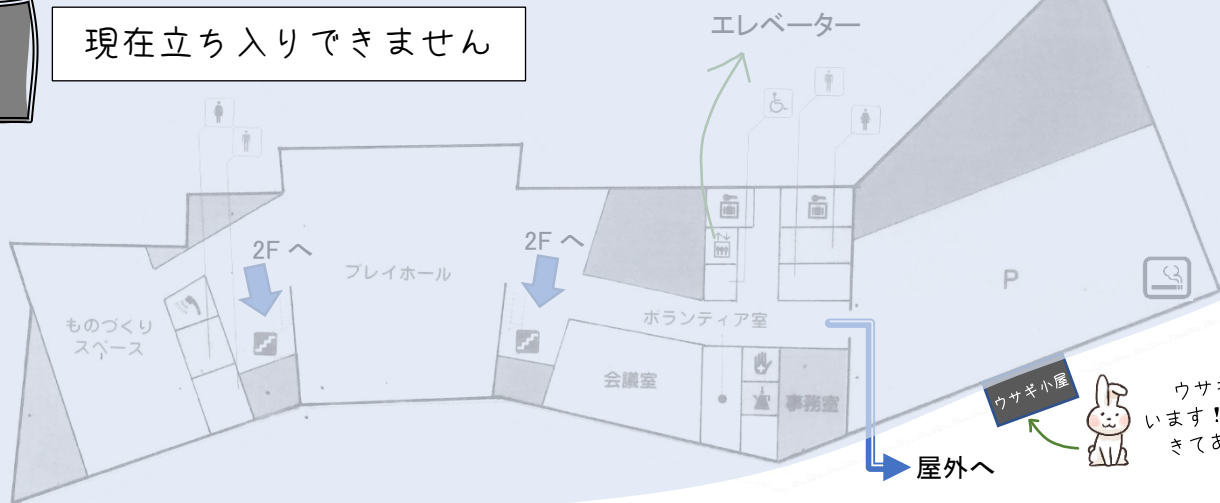 現在立ち入りできません
エレベーター
2F へ
2F へ
プレイホール
ものづくり
スペース
ボランティア室
P
会議室
事務室
ウサギ小屋
ウサギ
います!
きてあ
屋外へ